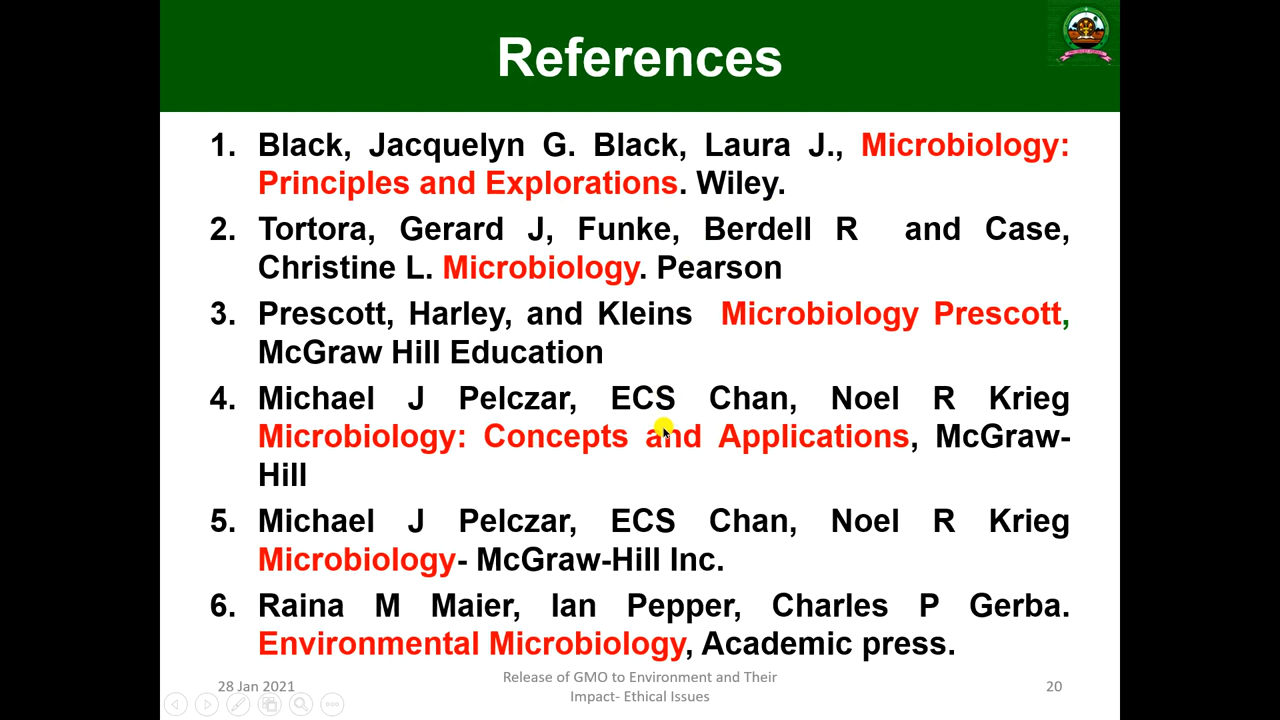 References
1. Black, Jacquelyn G. Black, Laura J., Microbiology:
Principles and Explorations. Wiley.
2. Tortora, Gerard J, Funke, Berdell R and Case,
Christine L. Microbiology. Pearson
3. Prescott, Harley, and Kleins Microbiology Prescott,
McGraw Hill Education
4. Michael J Pelczar, ECS Chan, Noel R Krieg
Microbiology: Concepts and Applications, McGraw-
Hill
5. Michael J Pelczar, ECS Chan, Noel R Krieg
Microbiology- McGraw-Hill Inc.
6. Raina M Maier, Ian Pepper, Charles P Gerba.
Environmental Microbiology, Academic press.
28 Jan 2021
Release of GMO to Environment and Their
Impact- Ethical Issues
20